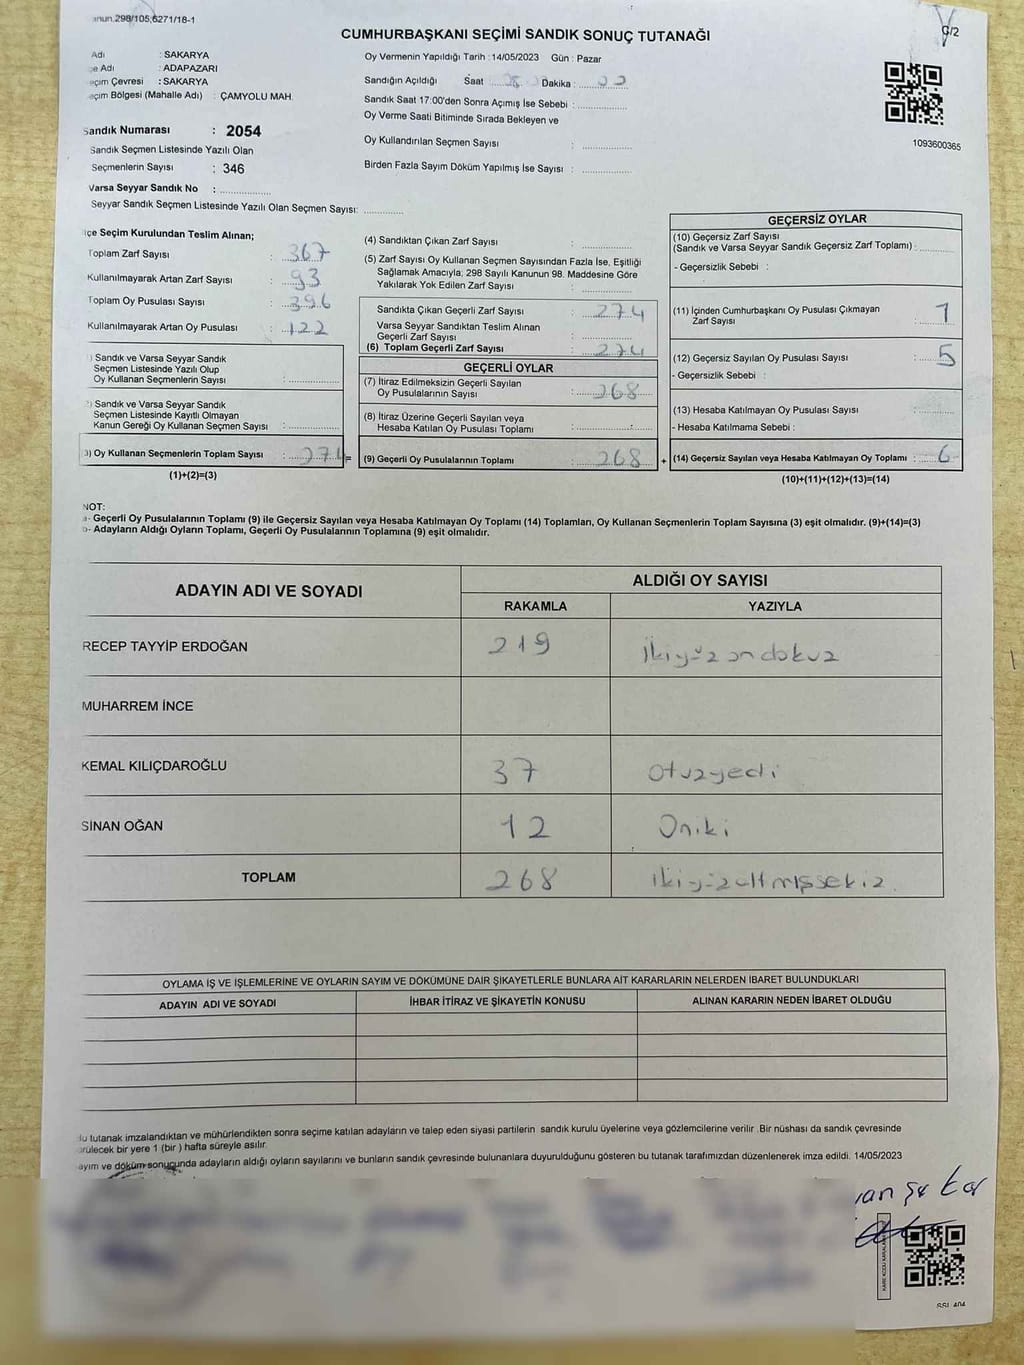 298/105,6271/18-1
CUMHURBAŞKANI SEÇİMİ SANDIK SONUÇ TUTANAĞI
C/2
Adı : SAKARYA
Adı : ADAPAZARI
Çevresi : SAKARYA
Bölgesi (Mahalle Adı) : ÇAMYOLU MAH.
Sandık Numarası : 2054
Sandık Seçmen Listesinde Yazılı Olan
Seçmenlerin Sayısı : 346
Varsa Seyyar Sandık No :
Seyyar Sandık Seçmen Listesinde Yazılı Olan Seçmen Sayısı:
Oy Vermenin Yapıldığı Tarih : 14/05/2023 Gün : Pazar
Sandığın Açıldığı Saat Dakika :
Sandık Saat 17:00'den Sonra Açımış İse Sebebi :
Oy Verme Saati Bitiminde Sırada Bekleyen ve
Oy Kullandırılan Seçmen Sayısı :
Birden Fazla Sayım Döküm Yapılmış İse Sayısı :
1093600365
Seçim Kurulundan Teslim Alınan;
Toplam Zarf Sayısı : 367
Kullanılmayarak Artan Zarf Sayısı : 93
Toplam Oy Pusulası Sayısı : 396
Kullanılmayarak Artan Oy Pusulası : 122
) Sandık ve Varsa Seyyar Sandık
Seçmen Listesinde Yazılı Olup
Oy Kullanan Seçmenlerin Sayısı :
) Sandık ve Varsa Seyyar Sandık
Seçmen Listesinde Kayıtlı Olmayan
Kanun Gereği Oy Kullanan Seçmen Sayısı :
3) Oy Kullanan Seçmenlerin Toplam Sayısı : 274 =
(1)+(2)=(3)
(4) Sandıktan Çıkan Zarf Sayısı :
(5) Zarf Sayısı Oy Kullanan Seçmen Sayısından Fazla İse, Eşitliği
Sağlamak Amacıyla; 298 Sayılı Kanunun 98. Maddesine Göre
Yakılarak Yok Edilen Zarf Sayısı :
Sandıkta Çıkan Geçerli Zarf Sayısı : 274
Varsa Seyyar Sandıktan Teslim Alınan
Geçerli Zarf Sayısı :
(6) Toplam Geçerli Zarf Sayısı : 274
GEÇERLİ OYLAR
(7) İtiraz Edilmeksizin Geçerli Sayılan
Oy Pusulalarının Sayısı : 268
(8) İtiraz Üzerine Geçerli Sayılan veya
Hesaba Katılan Oy Pusulası Toplamı :
(9) Geçerli Oy Pusulalarının Toplamı : 268 +
GEÇERSİZ OYLAR
(10) Geçersiz Zarf Sayısı
(Sandık ve Varsa Seyyar Sandık Geçersiz Zarf Toplamı) :
- Geçersizlik Sebebi :
(11) İçinden Cumhurbaşkanı Oy Pusulası Çıkmayan
Zarf Sayısı : 1
(12) Geçersiz Sayılan Oy Pusulası Sayısı : 5
- Geçersizlik Sebebi :
(13) Hesaba Katılmayan Oy Pusulası Sayısı :
- Hesaba Katılmama Sebebi :
(14) Geçersiz Sayılan veya Hesaba Katılmayan Oy Toplamı : 6
(10)+(11)+(12)+(13)=(14)
NOT:
a- Geçerli Oy Pusulalarının Toplamı (9) ile Geçersiz Sayılan veya Hesaba Katılmayan Oy Toplamı (14) Toplamları, Oy Kullanan Seçmenlerin Toplam Sayısına (3) eşit olmalıdır. (9)+(14)=(3)
b- Adayların Aldığı Oyların Toplamı, Geçerli Oy Pusulalarının Toplamına (9) eşit olmalıdır.
ADAYIN ADI VE SOYADI ALDIĞI OY SAYISI
RAKAMLA YAZIYLA
RECEP TAYYİP ERDOĞAN 219 İkiyüz ondokuz
MUHARREM İNCE
KEMAL KILIÇDAROĞLU 37 Otuzyedi
SİNAN OĞAN 12 Oniki
TOPLAM 268 ikiyüzaltmışsekiz.
OYLAMA İŞ VE İŞLEMLERİNE VE OYLARIN SAYIM VE DÖKÜMÜNE DAİR ŞİKAYETLERLE BUNLARA AİT KARARLARIN NELERDEN İBARET BULUNDUKLARI
ADAYIN ADI VE SOYADI İHBAR İTİRAZ VE ŞİKAYETİN KONUSU ALINAN KARARIN NEDEN İBARET OLDUĞU
tutanak imzalandıktan ve mühürlendikten sonra seçime katılan adayların ve talep eden siyasi partilerin sandık kurulu üyelerine veya gözlemcilerine verilir .Bir nüshası da sandık çevresinde
bir yere 1 (bir ) hafta süreyle asılır.
ve döküm sonucunda adayların aldığı oyların sayılarını ve bunların sandık çevresinde bulunanlara duyurulduğunu gösteren bu tutanak tarafımızdan düzenlenerek imza edildi. 14/05/2023